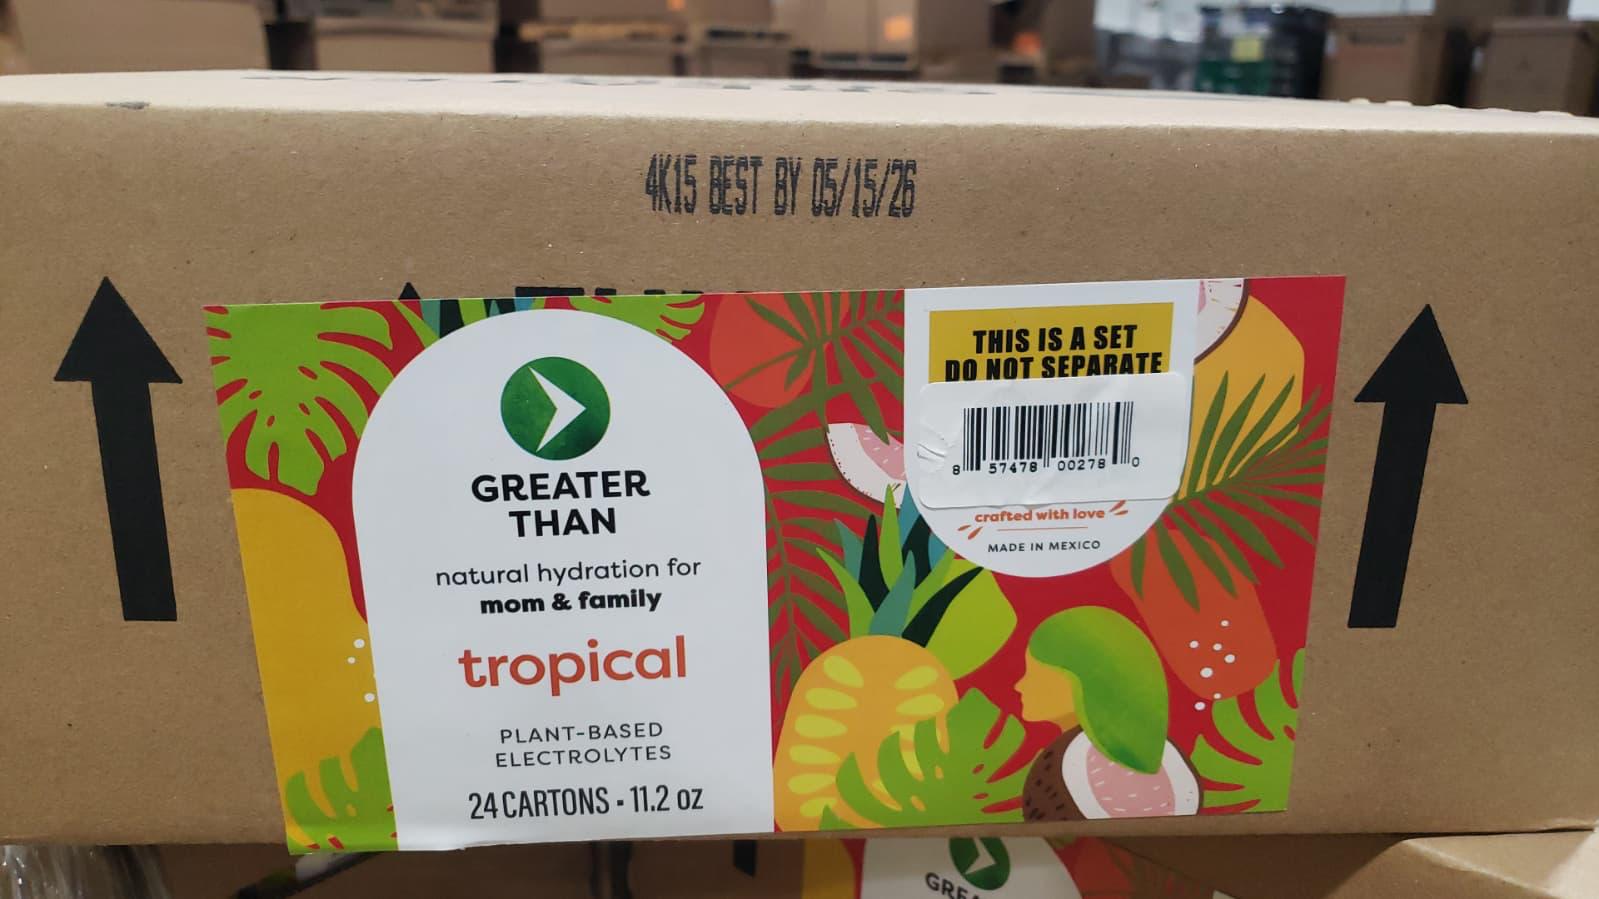 4K15 BEST BY 05/15/26
GREATER
THAN
natural hydration for
mom & family
tropical
PLANT-BASED
ELECTROLYTES
24 CARTONS • 11.2 oz
THIS IS A SET
DO NOT SEPARATE
8 57478 00278 0
crafted with love
MADE IN MEXICO